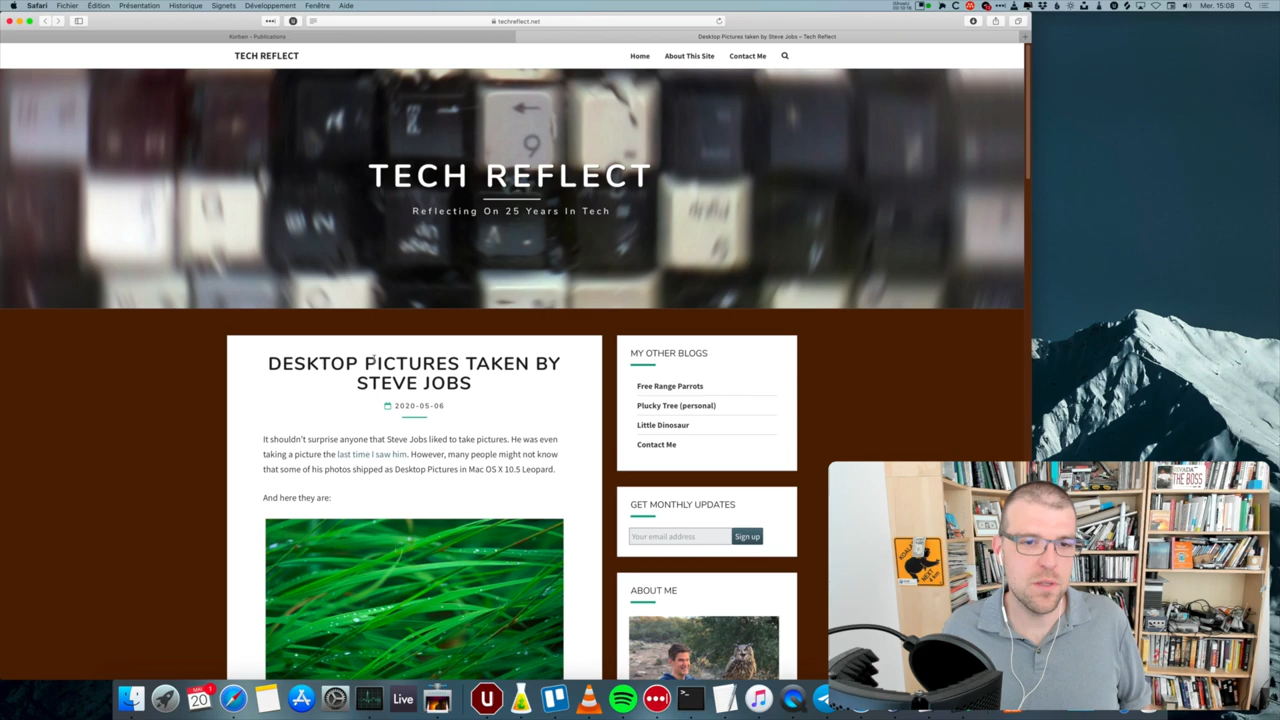 Safari Fichier Édition Présentation Historique Signets Développement Fenêtre Aide
Mer. 15:08
techreflect.net
Korben - Publications
Desktop Pictures taken by Steve Jobs – Tech Reflect
TECH REFLECT
Home About This Site Contact Me
TECH REFLECT
Reflecting On 25 Years In Tech
DESKTOP PICTURES TAKEN BY
STEVE JOBS
2020-05-06
It shouldn't surprise anyone that Steve Jobs liked to take pictures. He was even
taking a picture the last time I saw him. However, many people might not know
that some of his photos shipped as Desktop Pictures in Mac OS X 10.5 Leopard.
And here they are:
MY OTHER BLOGS
Free Range Parrots
Plucky Tree (personal)
Little Dinosaur
Contact Me
GET MONTHLY UPDATES
Your email address Sign up
ABOUT ME
THE BOSS
MAI
20
1
Live